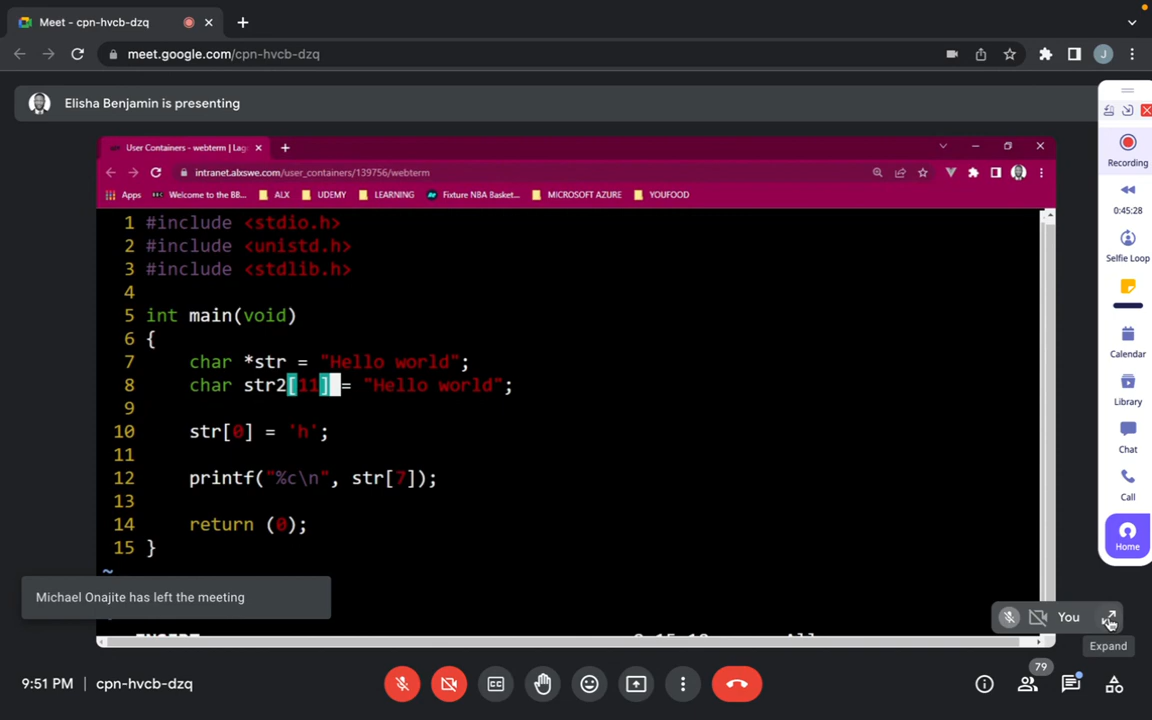 Meet - cpn-hvcb-dzq
meet.google.com/cpn-hvcb-dzq
J
Elisha Benjamin is presenting
User Containers - webterm | Lag
intranet.alxswe.com/user_containers/139756/webterm
Apps
Welcome to the BB...
ALX
UDEMY
LEARNING
Fixture NBA Basket...
MICROSOFT AZURE
YOUFOOD
1 #include <stdio.h>
2 #include <unistd.h>
3 #include <stdlib.h>
4
5 int main(void)
6 {
7 char *str = "Hello world";
8 char str2[11] = "Hello world";
9
10 str[0] = 'h';
11
12 printf("%c\n", str[7]);
13
14 return (0);
15 }
~
Michael Onajite has left the meeting
You
Expand
9:51 PM | cpn-hvcb-dzq
CC
79
Recording
0:45:28
Selfie Loop
Calendar
Library
Chat
Call
Home